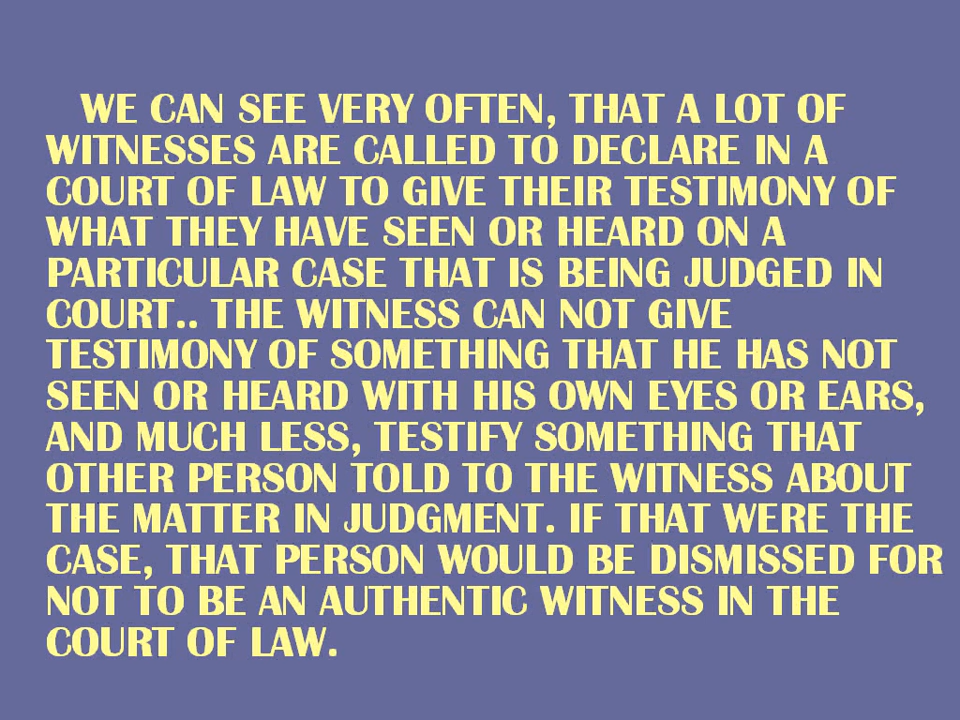 WE CAN SEE VERY OFTEN, THAT A LOT OF
WITNESSES ARE CALLED TO DECLARE IN A
COURT OF LAW TO GIVE THEIR TESTIMONY OF
WHAT THEY HAVE SEEN OR HEARD ON A
PARTICULAR CASE THAT IS BEING JUDGED IN
COURT.. THE WITNESS CAN NOT GIVE
TESTIMONY OF SOMETHING THAT HE HAS NOT
SEEN OR HEARD WITH HIS OWN EYES OR EARS,
AND MUCH LESS, TESTIFY SOMETHING THAT
OTHER PERSON TOLD TO THE WITNESS ABOUT
THE MATTER IN JUDGMENT. IF THAT WERE THE
CASE, THAT PERSON WOULD BE DISMISSED FOR
NOT TO BE AN AUTHENTIC WITNESS IN THE
COURT OF LAW.